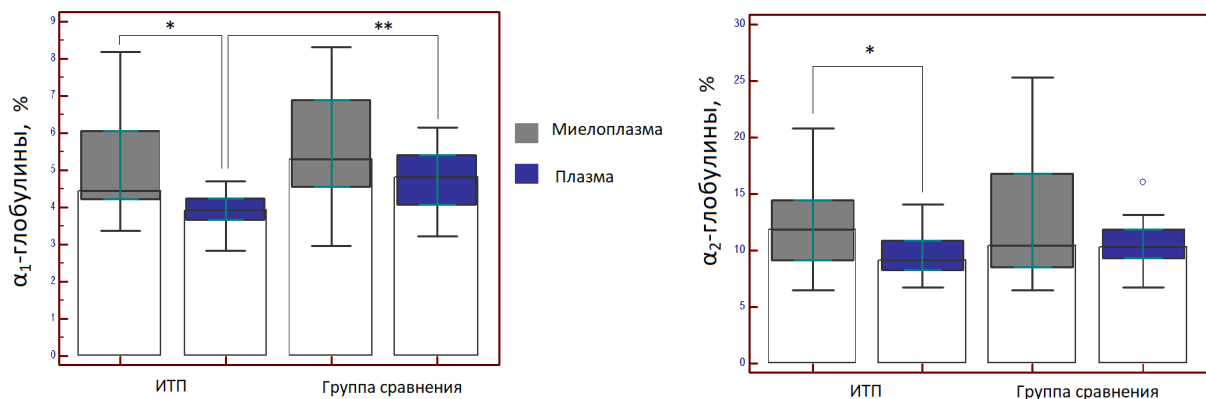 α1-глобулины, %
9
8
7
6
5
4
3
2
1
0
*
**
ИТП
Группа сравнения
Миелоплазма
Плазма
α2-глобулины, %
30
25
20
15
10
5
0
*
ИТП
Группа сравнения